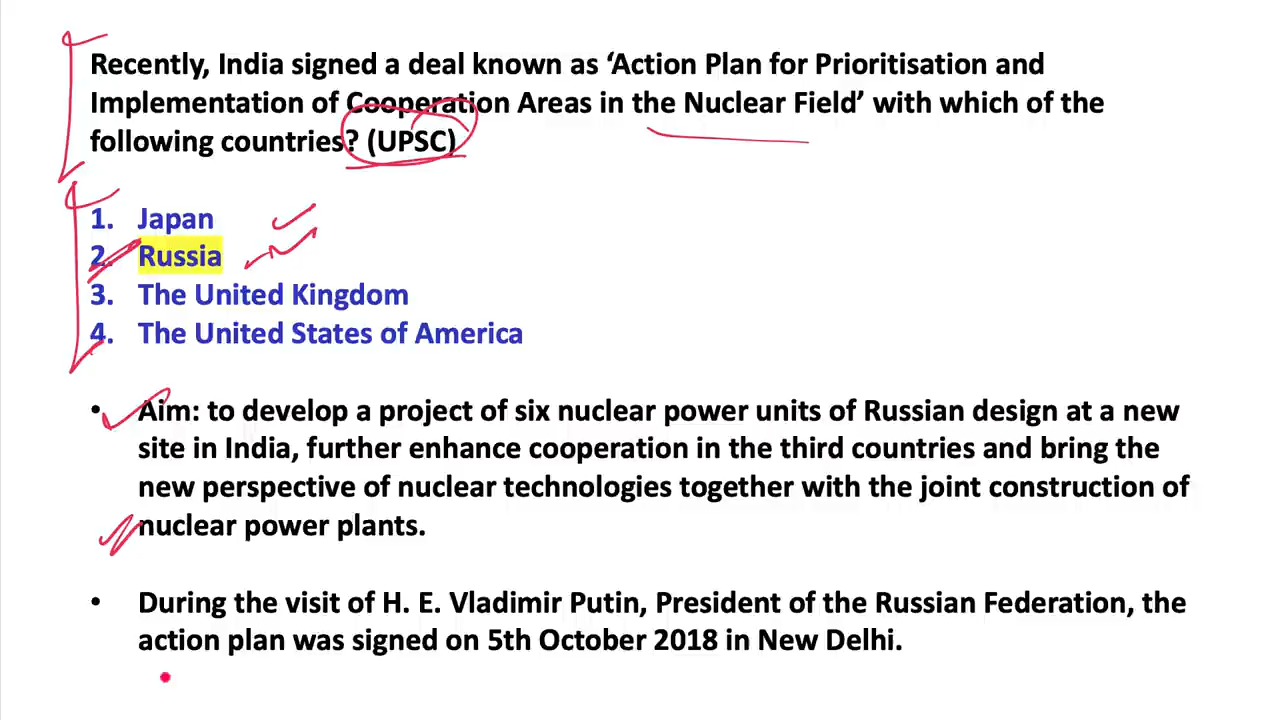 Recently, India signed a deal known as ‘Action Plan for Prioritisation and
Implementation of Cooperation Areas in the Nuclear Field’ with which of the
following countries? (UPSC)
1. Japan
2. Russia
3. The United Kingdom
4. The United States of America
• Aim: to develop a project of six nuclear power units of Russian design at a new
site in India, further enhance cooperation in the third countries and bring the
new perspective of nuclear technologies together with the joint construction of
nuclear power plants.
• During the visit of H. E. Vladimir Putin, President of the Russian Federation, the
action plan was signed on 5th October 2018 in New Delhi.